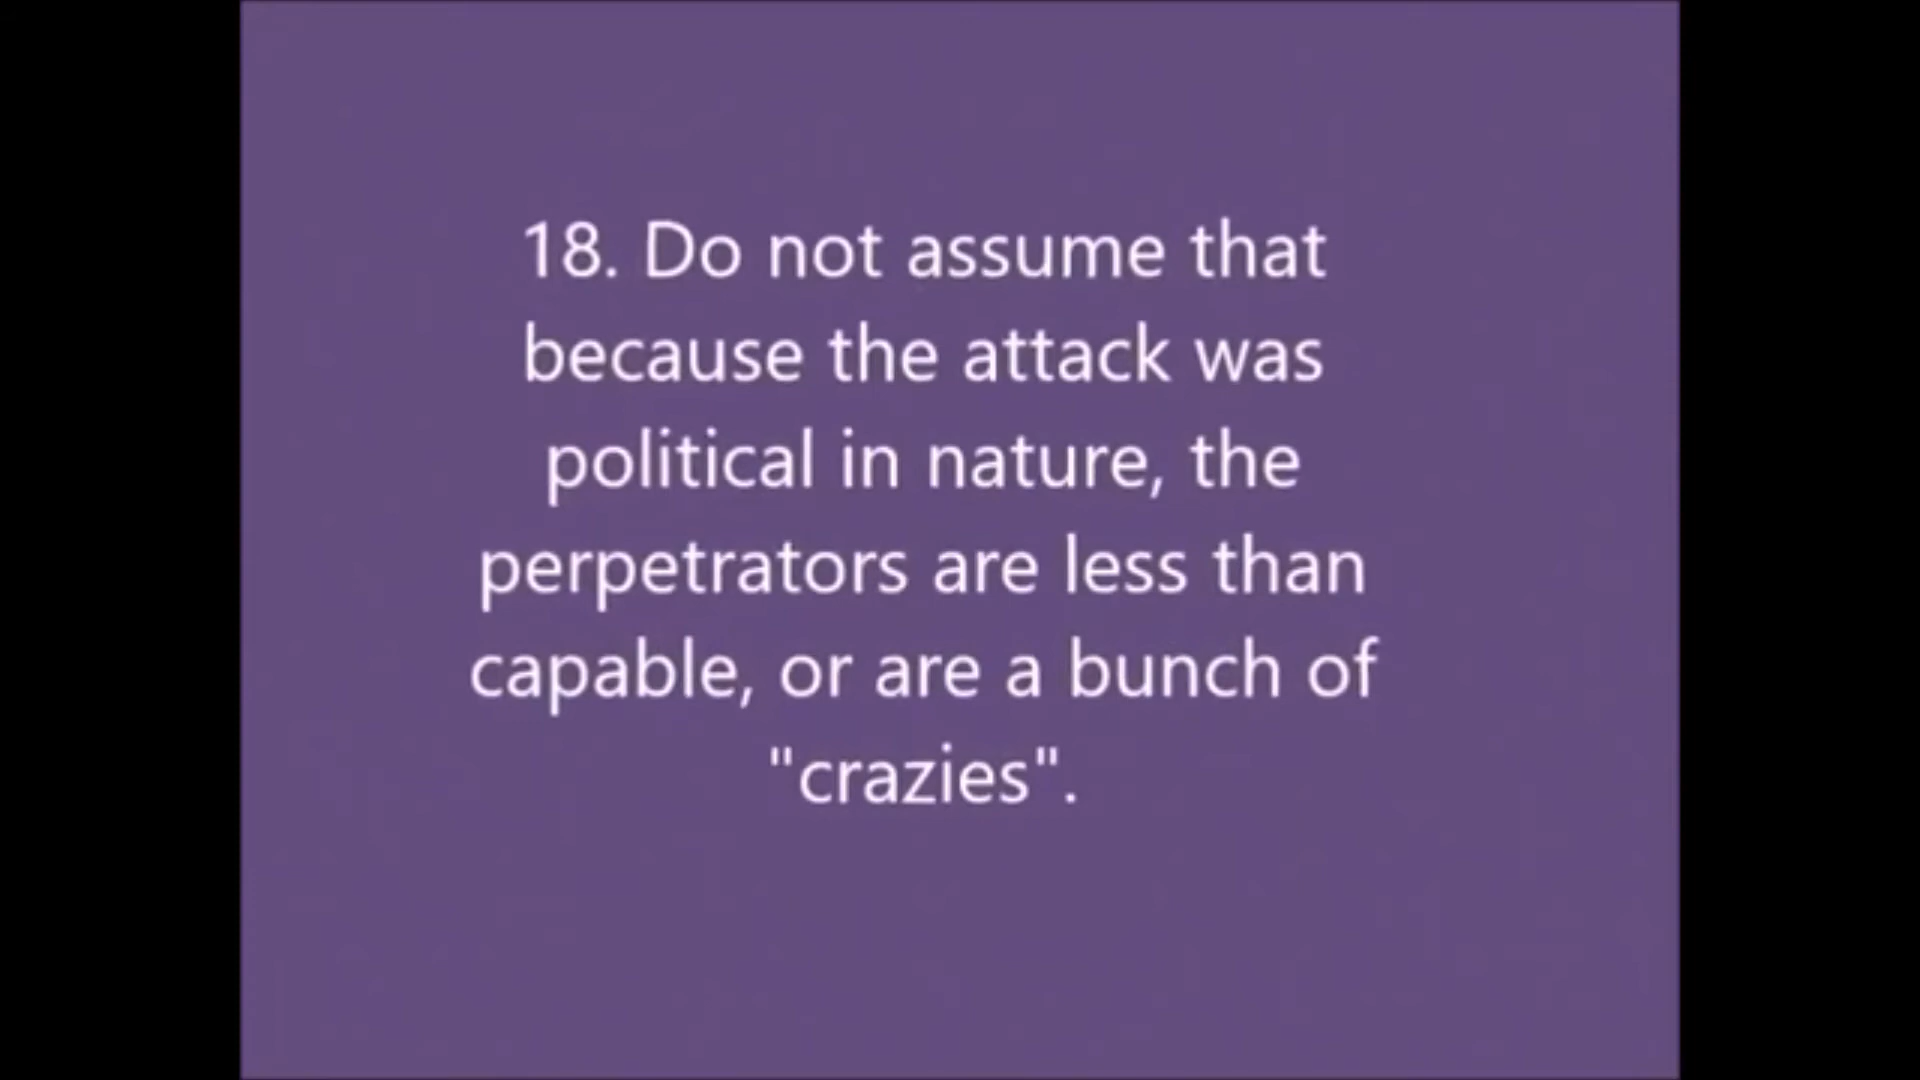 18. Do not assume that
because the attack was
political in nature, the
perpetrators are less than
capable, or are a bunch of
"crazies".